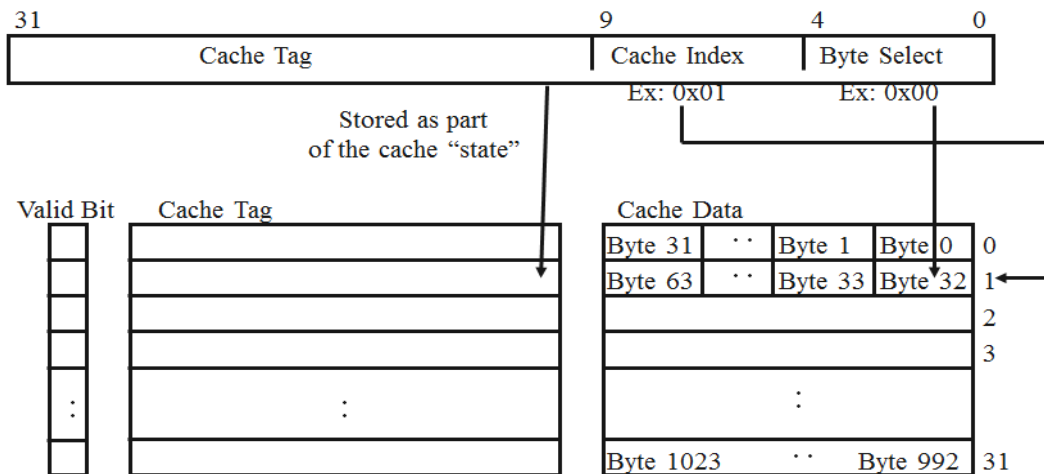 31 9 4 0
Cache Tag Cache Index Byte Select
Ex: 0x01 Ex: 0x00
Stored as part
of the cache “state”
Valid Bit Cache Tag Cache Data
Byte 31 ·· Byte 1 Byte 0 0
Byte 63 ·· Byte 33 Byte 32 1
2
3
: : :
Byte 1023 ·· Byte 992 31